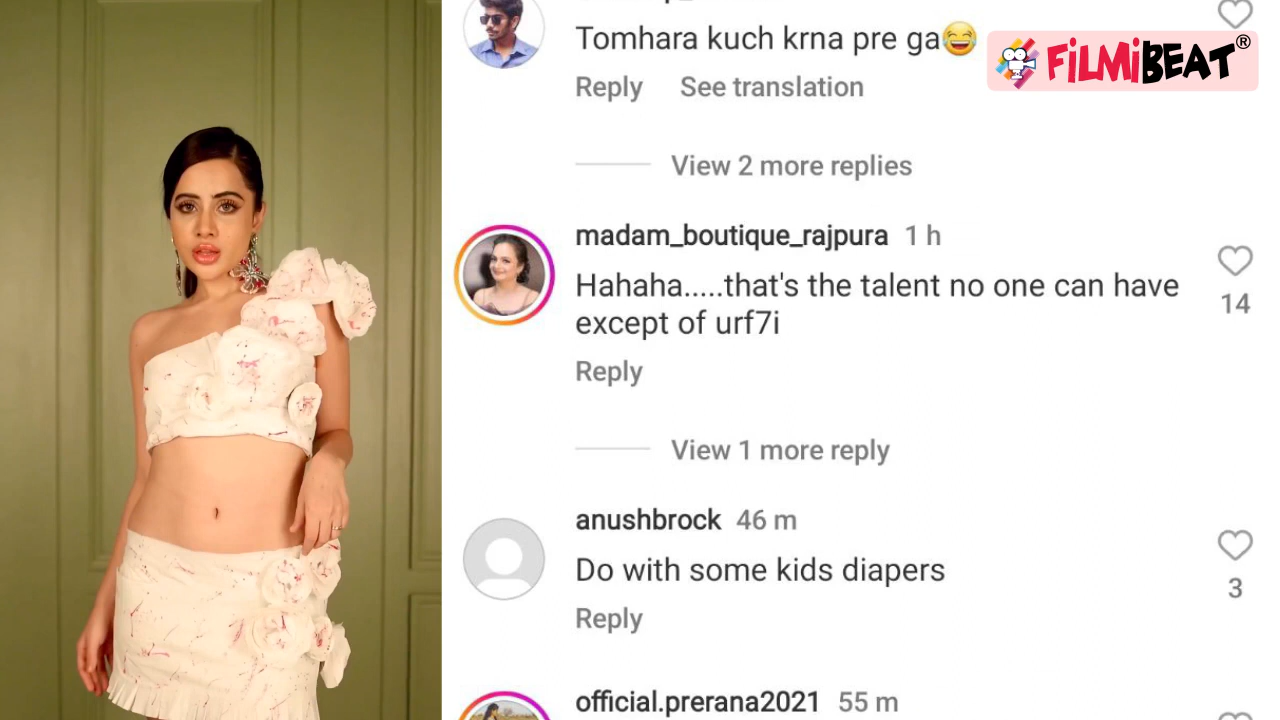 Tomhara kuch krna pre ga😂
FiLMiBEAT®
Reply See translation
View 2 more replies
madam_boutique_rajpura 1 h
Hahaha.....that's the talent no one can have
except of urf7i
14
Reply
View 1 more reply
anushbrock 46 m
Do with some kids diapers
3
Reply
official.prerana2021 55 m